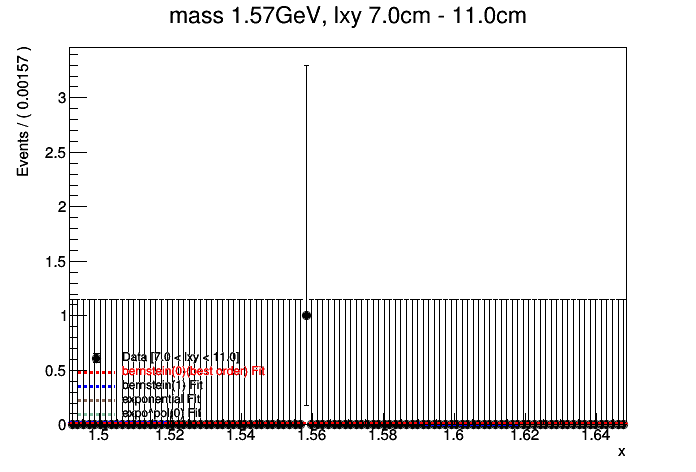 mass 1.57GeV, lxy 7.0cm - 11.0cm
Events / ( 0.00157 )
3
2.5
2
1.5
1
0.5
0
Data [7.0 < lxy < 11.0]
bernstein(0)(best order) Fit
bernstein(1) Fit
exponential Fit
expo*pol(0) Fit
1.5 1.52 1.54 1.56 1.58 1.6 1.62 1.64
x